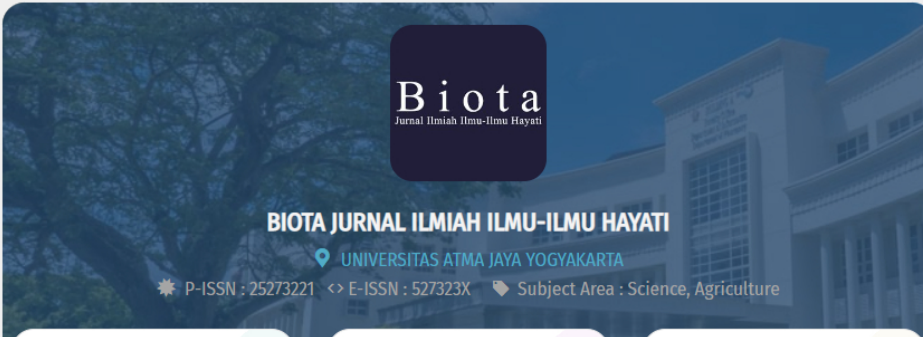 Biota
Jurnal Ilmiah Ilmu-Ilmu Hayati
BIOTA JURNAL ILMIAH ILMU-ILMU HAYATI
UNIVERSITAS ATMA JAYA YOGYAKARTA
P-ISSN : 25273221 <> E-ISSN : 527323X Subject Area : Science, Agriculture